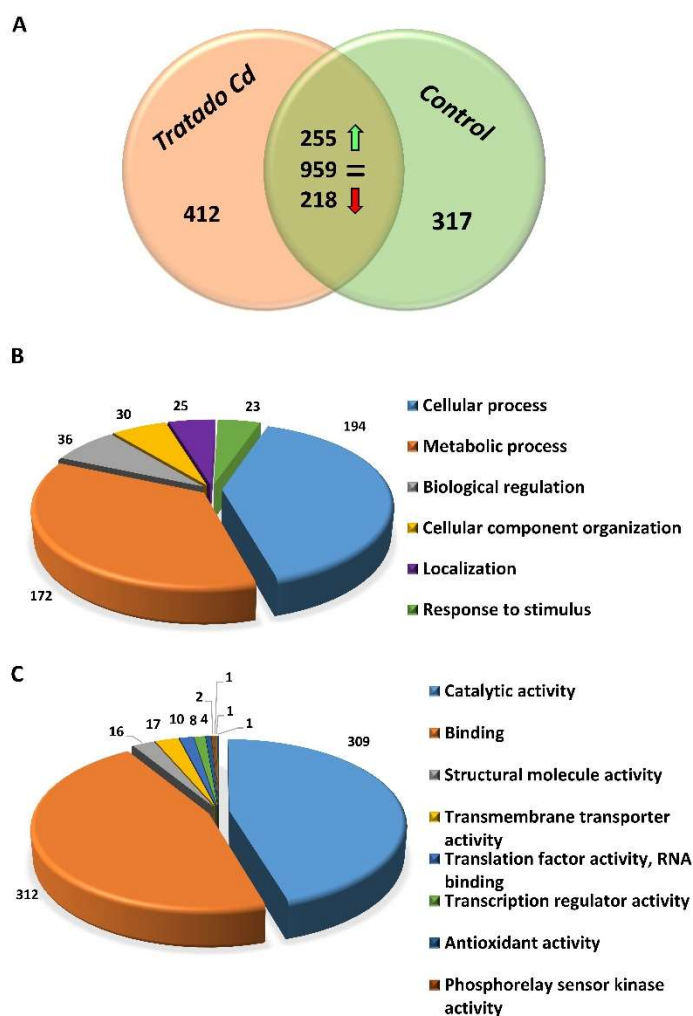 A
Tratado Cd
Control
255
959 =
218
412
317
B
30
25
23
36
194
172
Cellular process
Metabolic process
Biological regulation
Cellular component organization
Localization
Response to stimulus
C
1
2
1
10 8 4
1
17
16
309
312
Catalytic activity
Binding
Structural molecule activity
Transmembrane transporter
activity
Translation factor activity, RNA
binding
Transcription regulator activity
Antioxidant activity
Phosphorelay sensor kinase
activity